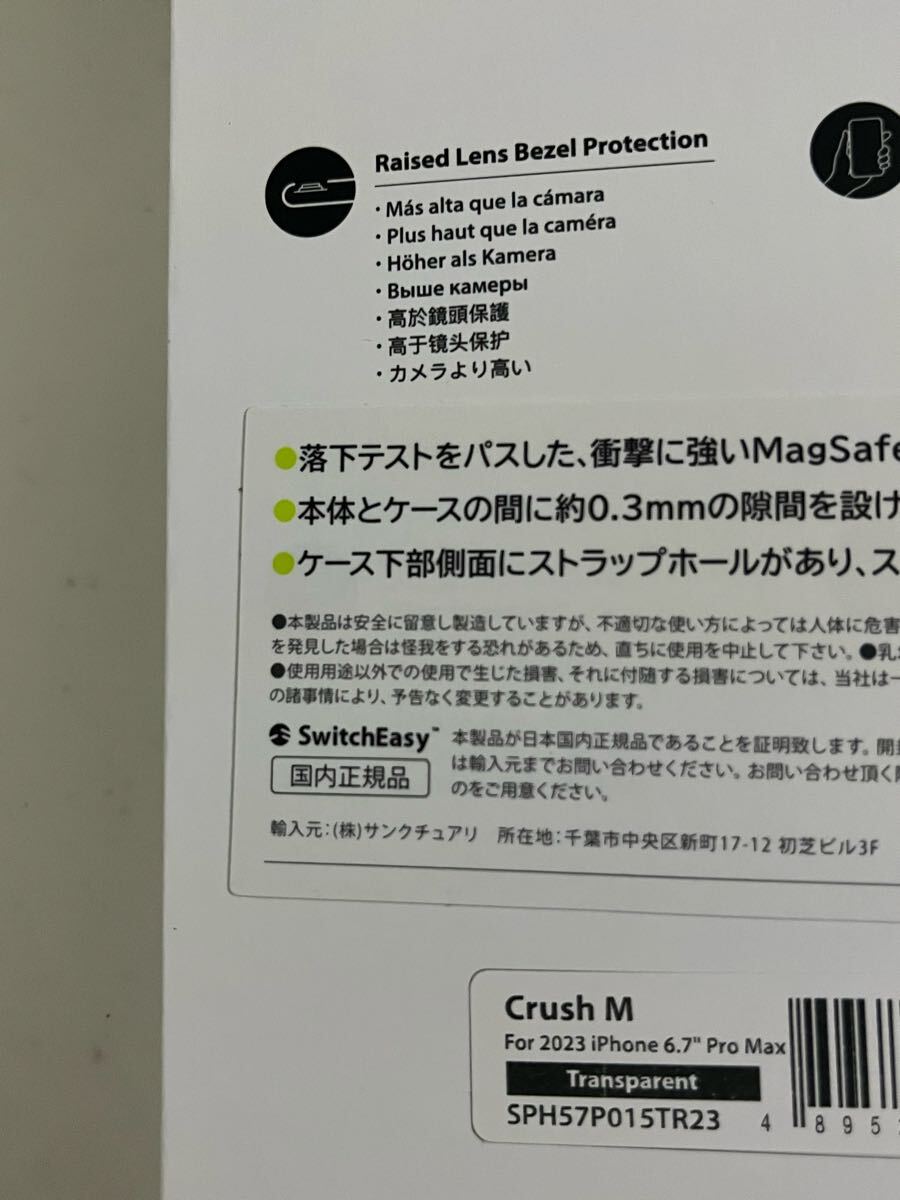 Raised Lens Bezel Protection
・Más alta que la cámara
・Plus haut que la caméra
・Höher als Kamera
・Выше камеры
・高於鏡頭保護
・高于镜头保护
・カメラより高い
●落下テストをパスした、衝撃に強いMagSafe
●本体とケースの間に約0.3mmの隙間を設け
●ケース下部側面にストラップホールがあり、ス
●本製品は安全に留意し製造していますが、不適切な使い方によっては人体に危害
を発見した場合は怪我をする恐れがあるため、直ちに使用を中止して下さい。●乳
●使用用途以外での使用で生じた損害、それに付随する損害については、当社は一
の諸事情により、予告なく変更することがあります。
SwitchEasy™ 本製品が日本国内正規品であることを証明致します。開
国内正規品 は輸入元までお問い合わせください。お問い合わせ頂く
のをご用意ください。
輸入元:(株)サンクチュアリ 所在地:千葉市中央区新町17-12 初芝ビル3F
Crush M
For 2023 iPhone 6.7" Pro Max
Transparent
SPH57P015TR23
4 895